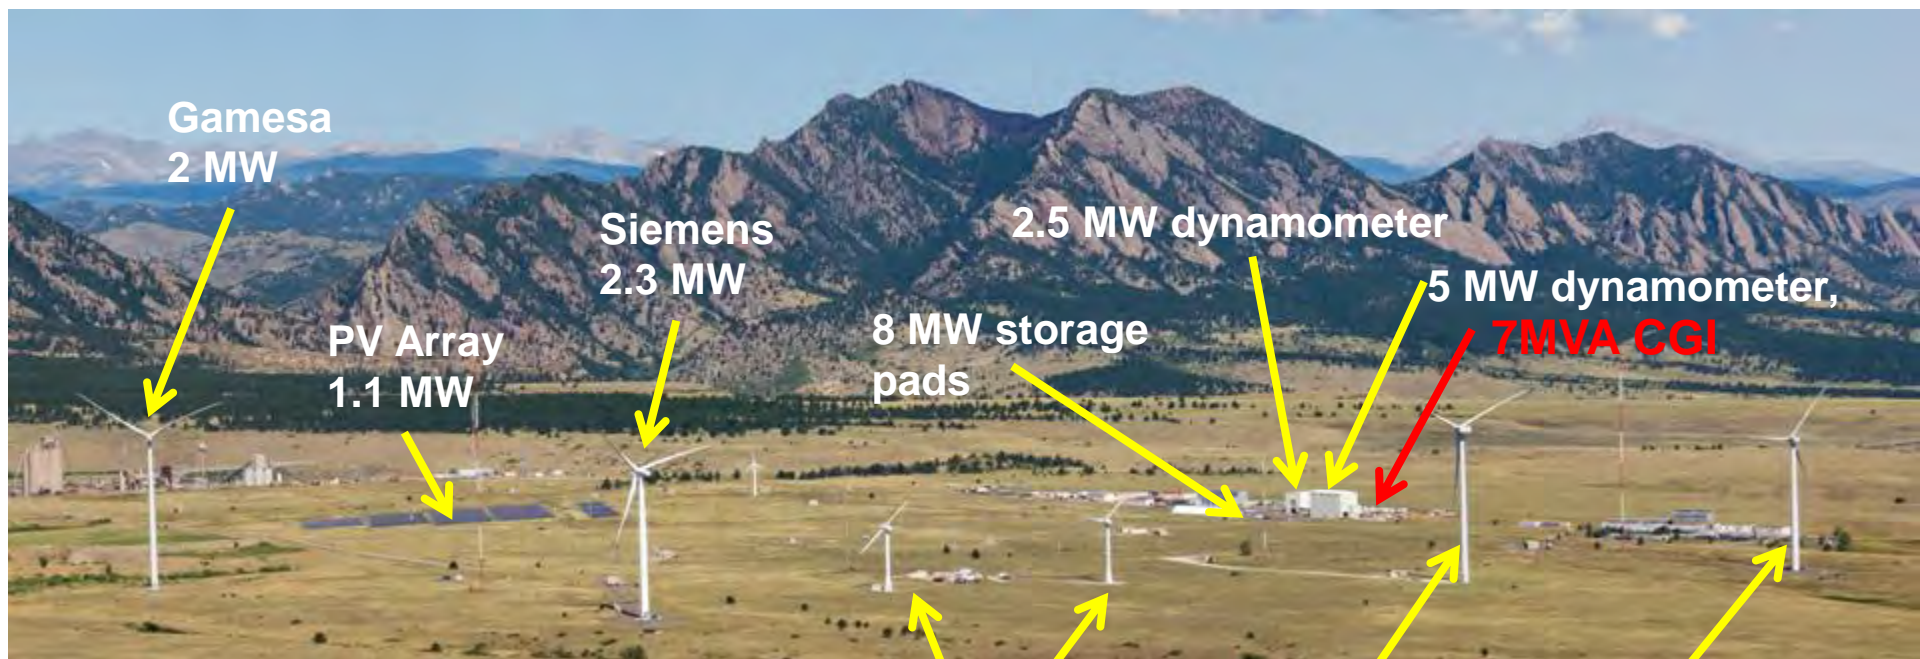 Gamesa
2 MW
Siemens
2.3 MW
PV Array
1.1 MW
8 MW storage
pads
2.5 MW dynamometer
5 MW dynamometer,
7MVA CGI